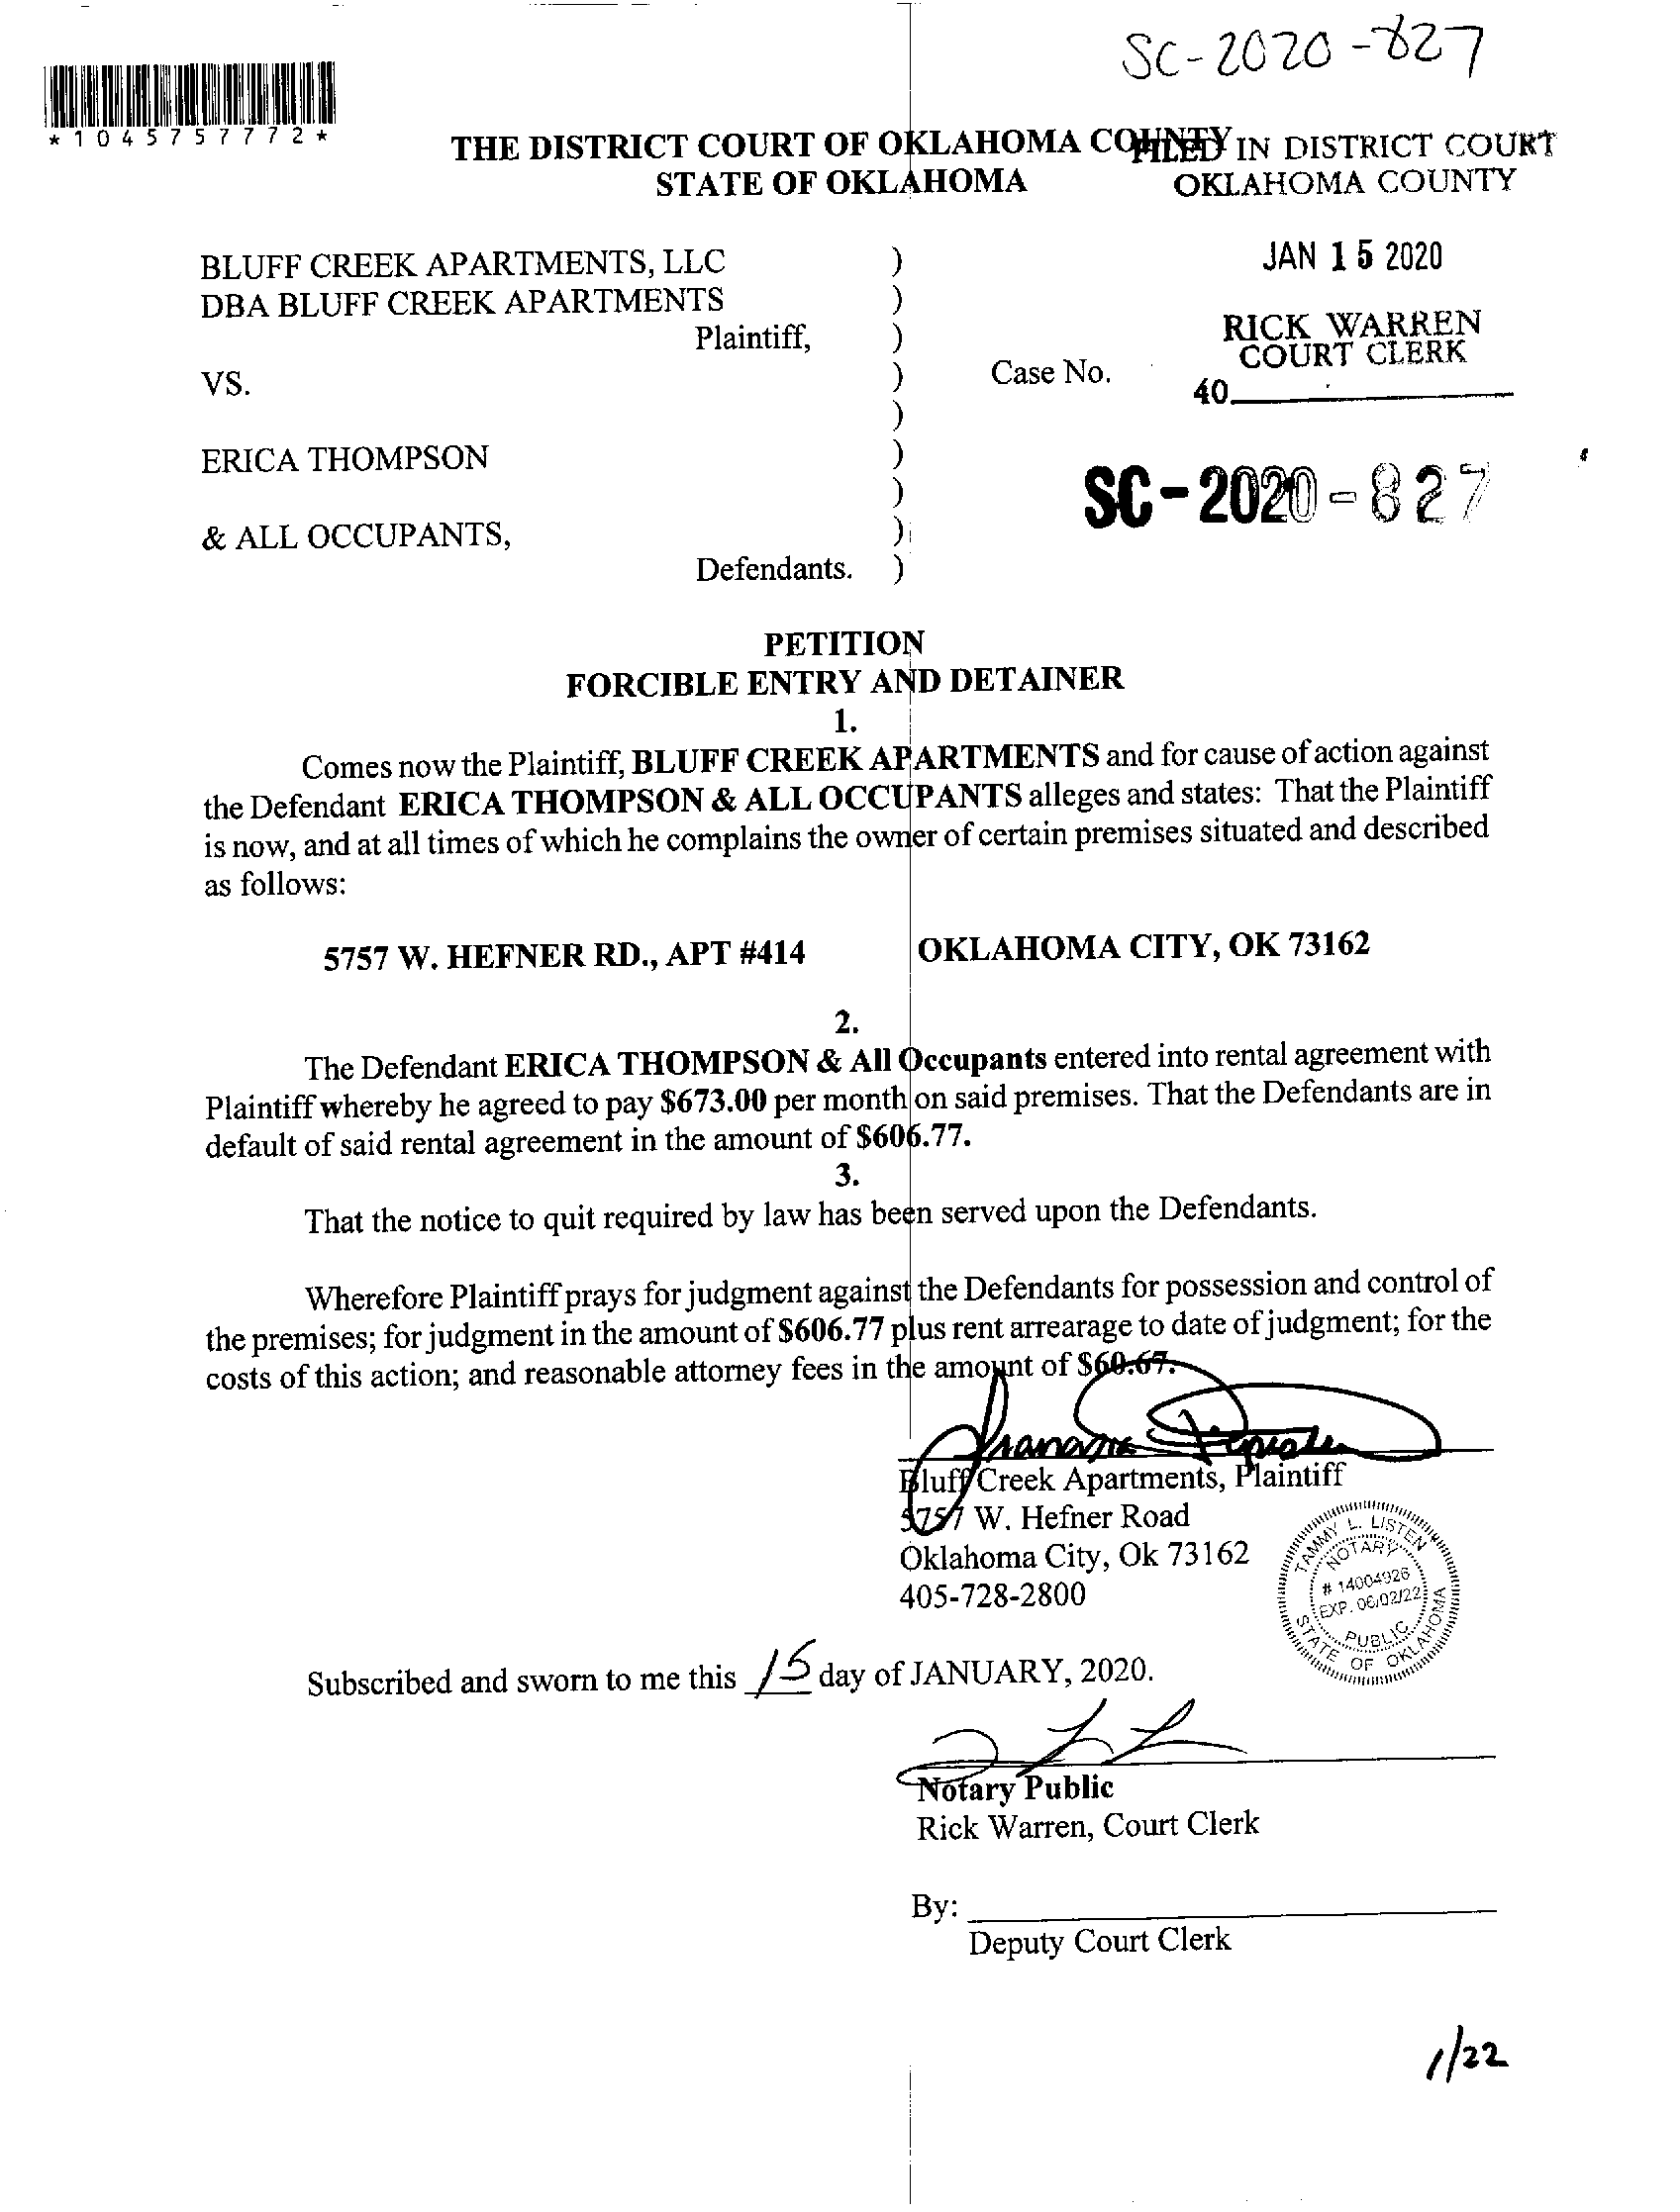 SC-2020-827
*1045757772*
THE DISTRICT COURT OF OKLAHOMA COUNTY
STATE OF OKLAHOMA
FILED IN DISTRICT COURT
OKLAHOMA COUNTY
JAN 15 2020
RICK WARREN
COURT CLERK
40
BLUFF CREEK APARTMENTS, LLC )
DBA BLUFF CREEK APARTMENTS )
Plaintiff, )
VS. ) Case No.
)
ERICA THOMPSON )
)
& ALL OCCUPANTS, )
Defendants. )
SC-2020-827
PETITION
FORCIBLE ENTRY AND DETAINER
1.
Comes now the Plaintiff, BLUFF CREEK APARTMENTS and for cause of action against
the Defendant ERICA THOMPSON & ALL OCCUPANTS alleges and states: That the Plaintiff
is now, and at all times of which he complains the owner of certain premises situated and described
as follows:
5757 W. HEFNER RD., APT #414 OKLAHOMA CITY, OK 73162
2.
The Defendant ERICA THOMPSON & All Occupants entered into rental agreement with
Plaintiff whereby he agreed to pay $673.00 per month on said premises. That the Defendants are in
default of said rental agreement in the amount of $606.77.
3.
That the notice to quit required by law has been served upon the Defendants.
Wherefore Plaintiff prays for judgment against the Defendants for possession and control of
the premises; for judgment in the amount of $606.77 plus rent arrearage to date of judgment; for the
costs of this action; and reasonable attorney fees in the amount of $60.67.
Bluff Creek Apartments, Plaintiff
5757 W. Hefner Road
Oklahoma City, Ok 73162
405-728-2800
TAMMY L. LISTEN
NOTARY
# 14004926
EXP. 06/02/22
PUBLIC
STATE OF OKLAHOMA
Subscribed and sworn to me this 15 day of JANUARY, 2020.
Notary Public
Rick Warren, Court Clerk
By:
Deputy Court Clerk
1/22